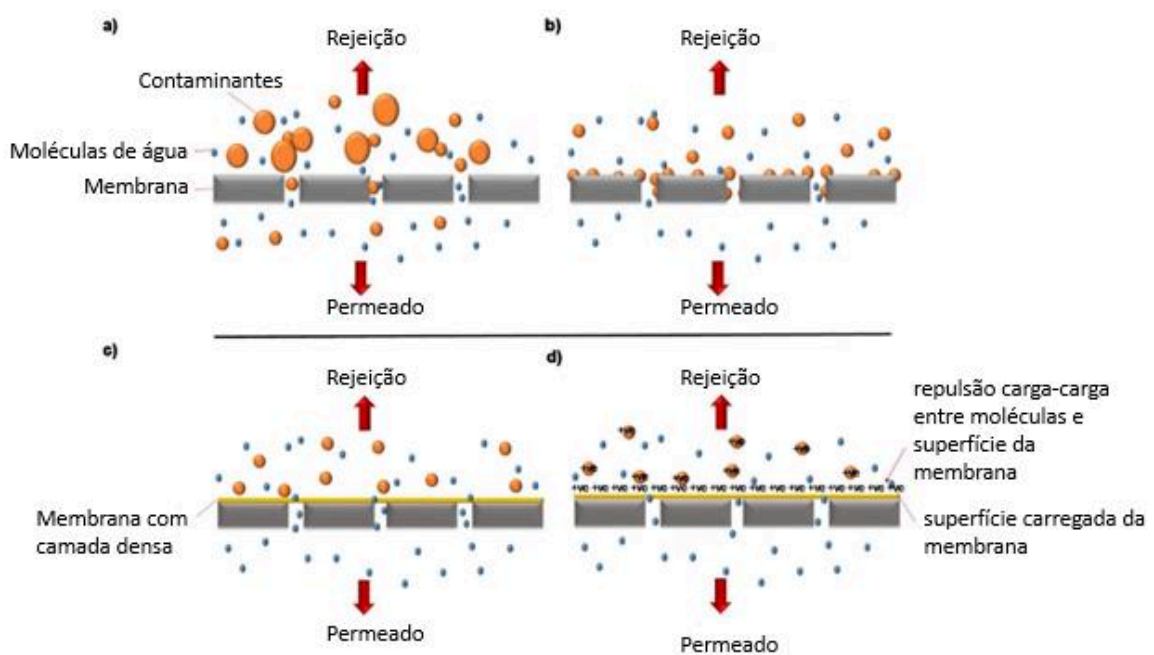 a)
Rejeição
Contaminantes
Moléculas de água
Membrana
Permeado
b)
Rejeição
Permeado
c)
Rejeição
Membrana com
camada densa
Permeado
d)
Rejeição
repulsão carga-carga
entre moléculas e
superfície da
membrana
superfície carregada da
membrana
Permeado